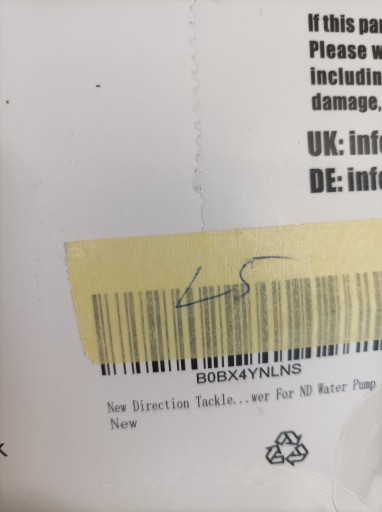 If this pa
Please w
includin
damage,
UK: inf
DE: inf
L5
B0BX4YNLNS
New Direction Tackle...wer For ND Water Pump
New